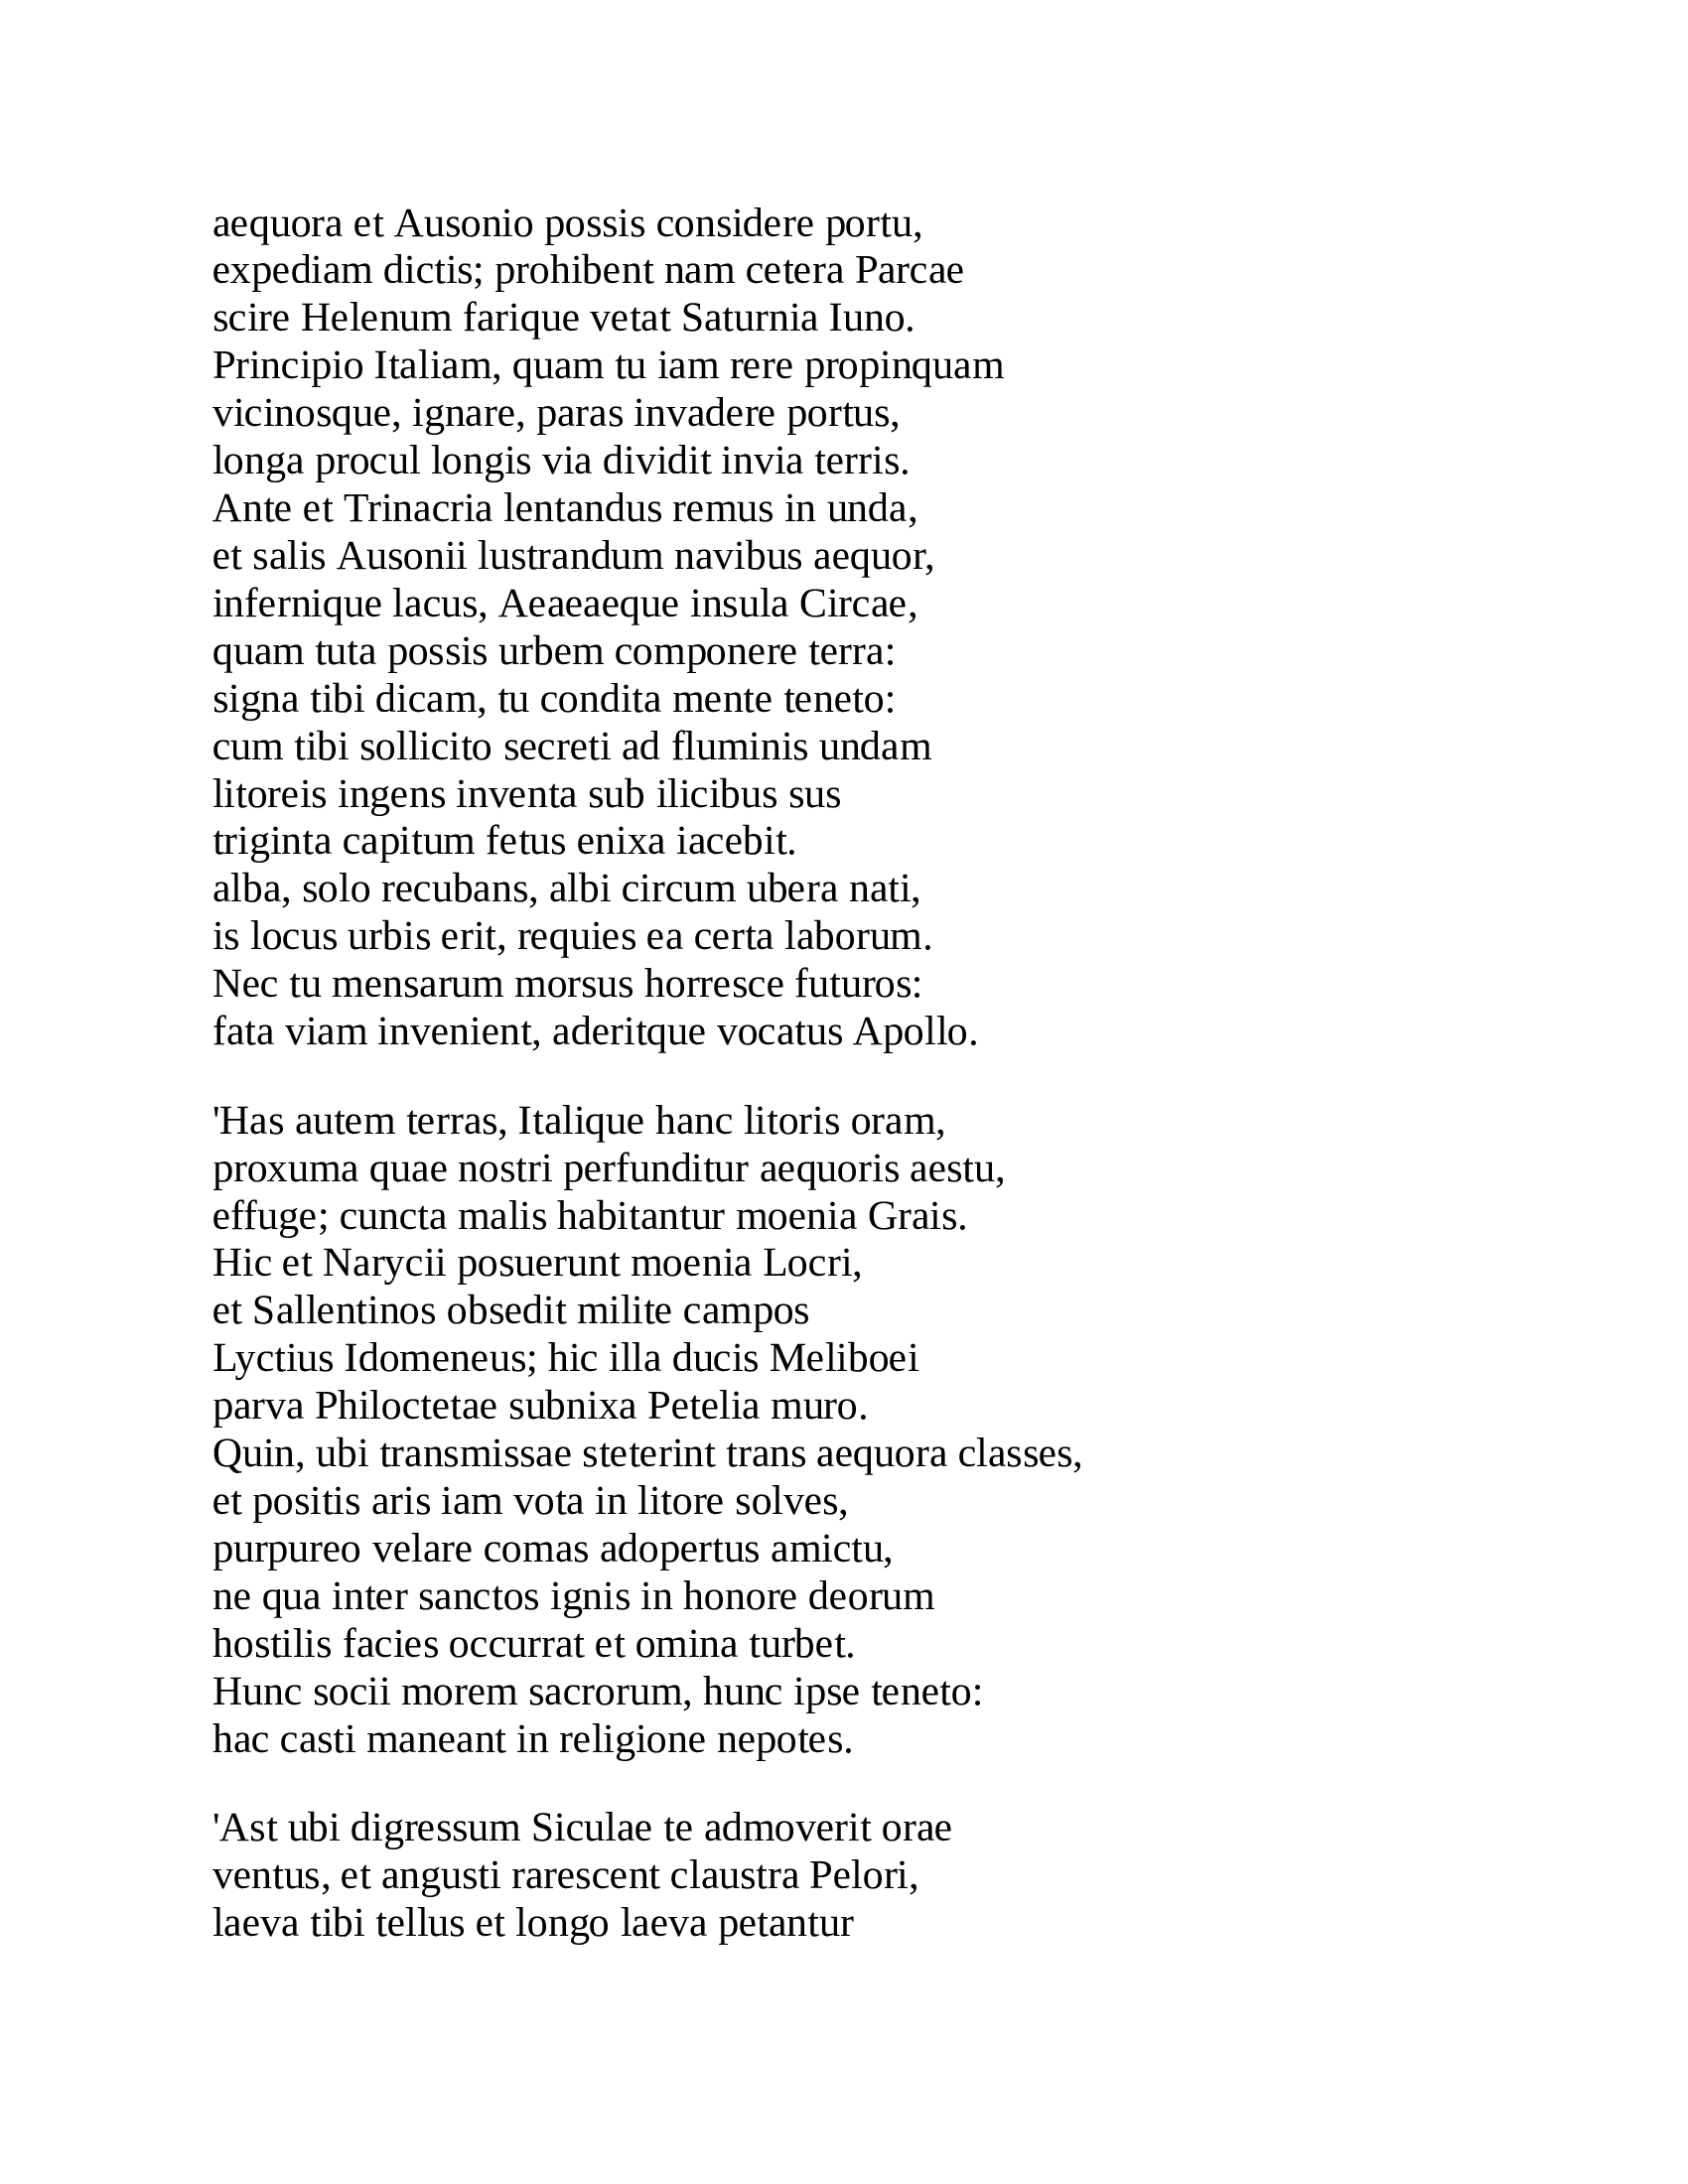 aequora et Ausonio possis considere portu,
expediam dictis; prohibent nam cetera Parcae
scire Helenum farique vetat Saturnia Iuno.
Principio Italiam, quam tu iam rere propinquam
vicinosque, ignare, paras invadere portus,
longa procul longis via dividit invia terris.
Ante et Trinacria lentandus remus in unda,
et salis Ausonii lustrandum navibus aequor,
infernique lacus, Aeaeaeque insula Circae,
quam tuta possis urbem componere terra:
signa tibi dicam, tu condita mente teneto:
cum tibi sollicito secreti ad fluminis undam
litoreis ingens inventa sub ilicibus sus
triginta capitum fetus enixa iacebit.
alba, solo recubans, albi circum ubera nati,
is locus urbis erit, requies ea certa laborum.
Nec tu mensarum morsus horresce futuros:
fata viam invenient, aderitque vocatus Apollo.

'Has autem terras, Italique hanc litoris oram,
proxuma quae nostri perfunditur aequoris aestu,
effuge; cuncta malis habitantur moenia Grais.
Hic et Narycii posuerunt moenia Locri,
et Sallentinos obsedit milite campos
Lyctius Idomeneus; hic illa ducis Meliboei
parva Philoctetae subnixa Petelia muro.
Quin, ubi transmissae steterint trans aequora classes,
et positis aris iam vota in litore solves,
purpureo velare comas adopertus amictu,
ne qua inter sanctos ignis in honore deorum
hostilis facies occurrat et omina turbet.
Hunc socii morem sacrorum, hunc ipse teneto:
hac casti maneant in religione nepotes.

'Ast ubi digressum Siculae te admoverit orae
ventus, et angusti rarescent claustra Pelori,
laeva tibi tellus et longo laeva petantur